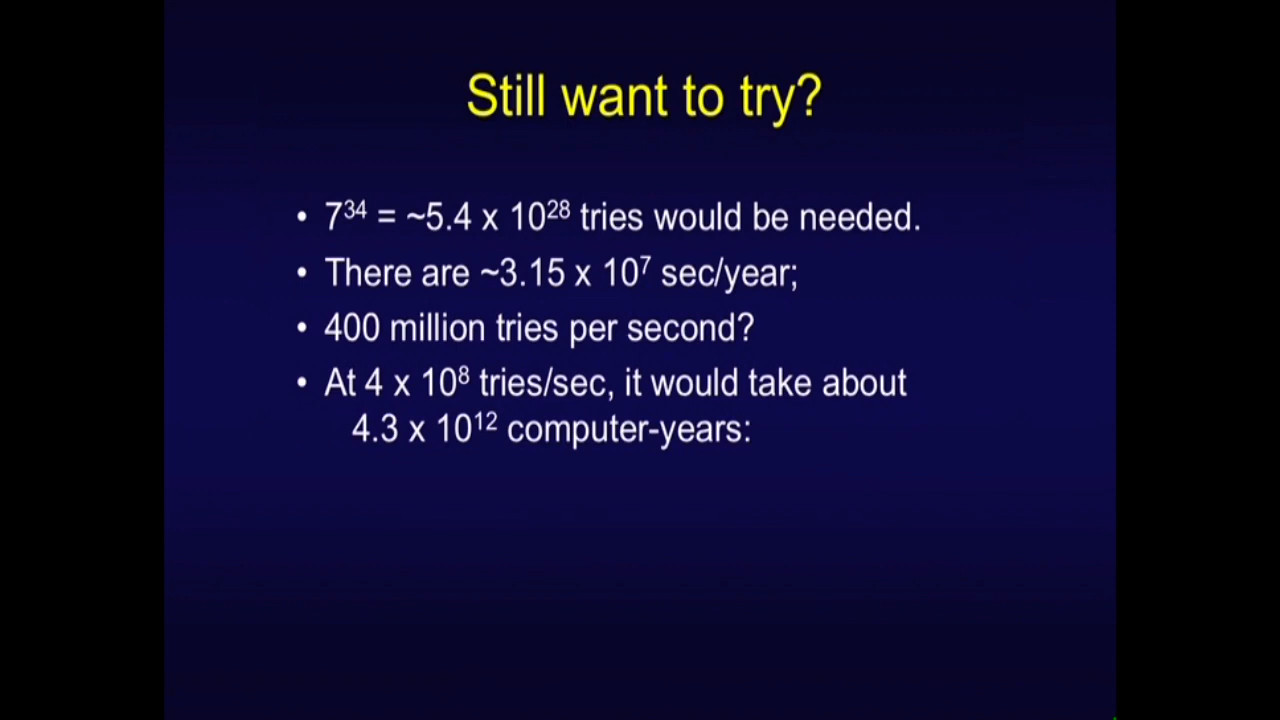 Still want to try?
• 7³⁴ = ~5.4 x 10²⁸ tries would be needed.
• There are ~3.15 x 10⁷ sec/year;
• 400 million tries per second?
• At 4 x 10⁸ tries/sec, it would take about
4.3 x 10¹² computer-years: